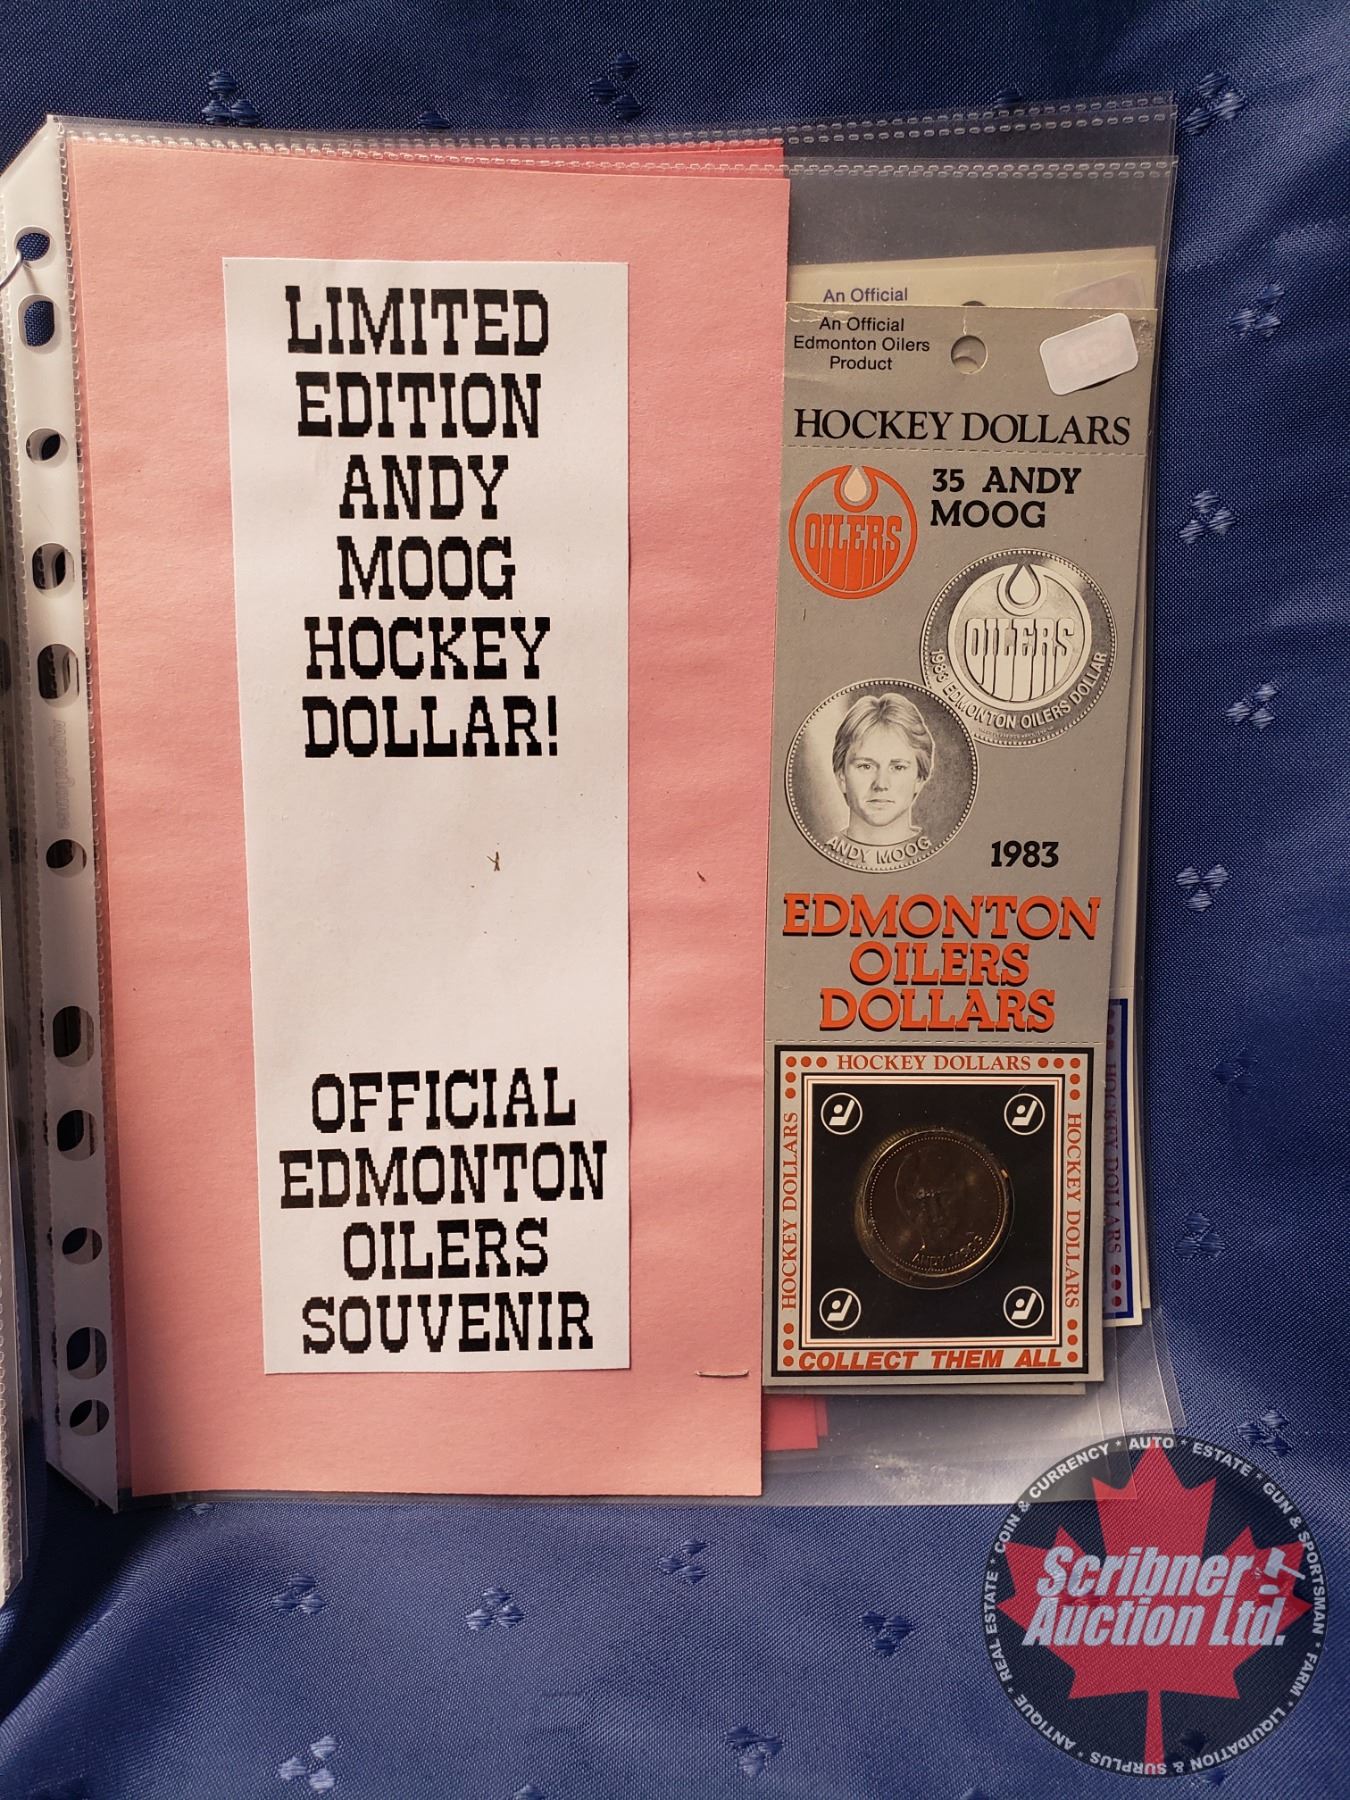 LIMITED
EDITION
ANDY
MOOG
HOCKEY
DOLLAR!
OFFICIAL
EDMONTON
OILERS
SOUVENIR
An Official
An Official
Edmonton Oilers
Product
HOCKEY DOLLARS
OILERS
35 ANDY
MOOG
OILERS
1983 EDMONTON OILERS DOLLAR
ANDY MOOG
1983
EDMONTON
OILERS
DOLLARS
HOCKEY DOLLARS
HOCKEY DOLLARS
HOCKEY DOLLARS
ANDY MOOG
COLLECT THEM ALL
HOCKEY DOLLARS
Scribner
Auction Ltd.
REAL ESTATE * COIN & CURRENCY * AUTO * ESTATE * GUN & SPORTSMAN * FARM * LIQUIDATION & SURPLUS * ANTIQUE *